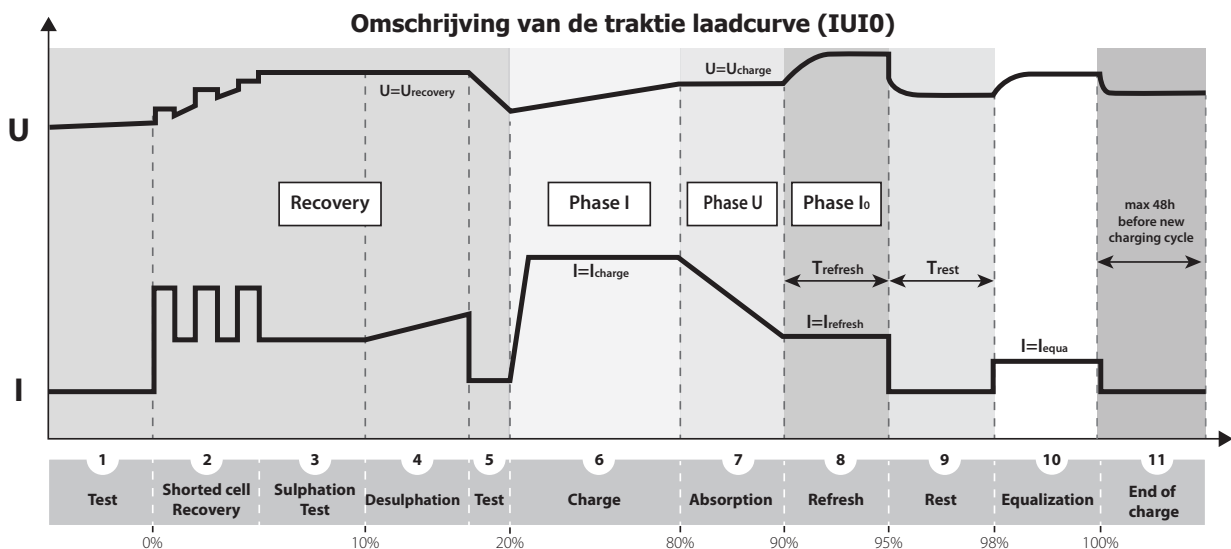 Omschrijving van de traktie laadcurve (IUI0)
U
U=Urecovery
U=Ucharge
Recovery
Phase I
Phase U
Phase I0
max 48h
before new
charging cycle
I=Icharge
Trefresh
Trest
I=Irefresh
I=Iequa
I
1
2
3
4
5
6
7
8
9
10
11
Test
Shorted cell
Recovery
Sulphation
Test
Desulphation
Test
Charge
Absorption
Refresh
Rest
Equalization
End of
charge
0%
10%
20%
80%
90%
95%
98%
100%